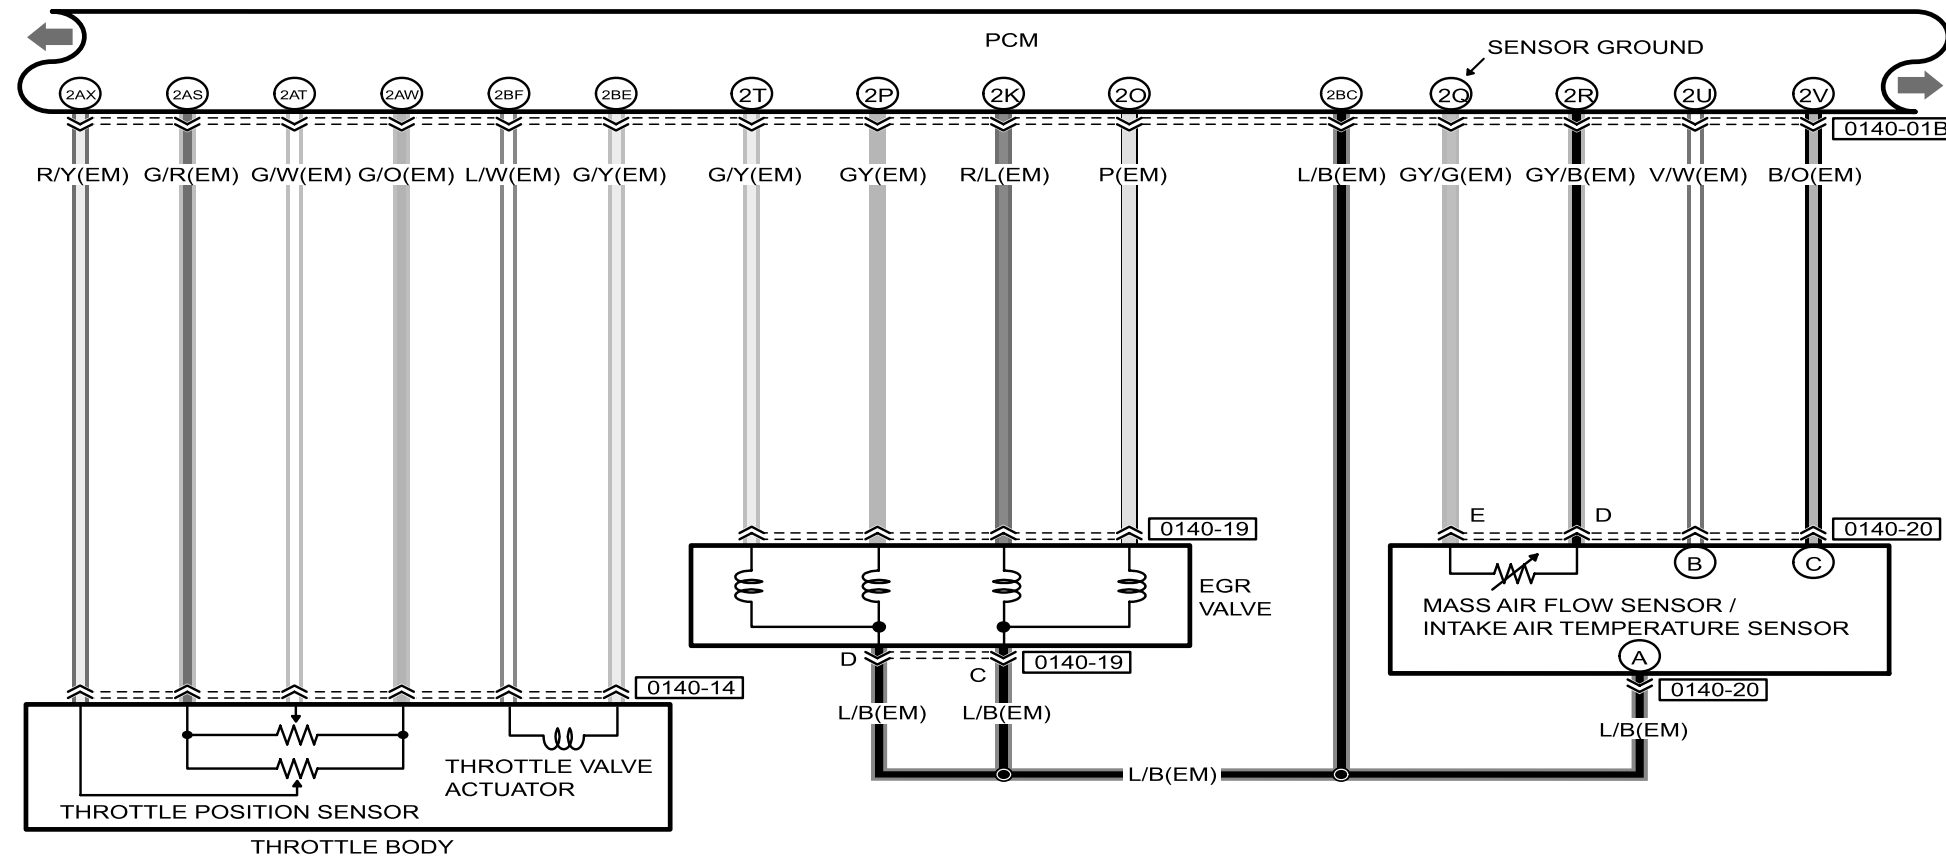 PCM
SENSOR GROUND
2AX 2AS 2AT 2AW 2BF 2BE 2T 2P 2K 2O 2BC 2Q 2R 2U 2V
0140-01B
R/Y(EM) G/R(EM) G/W(EM) G/O(EM) L/W(EM) G/Y(EM) G/Y(EM) GY(EM) R/L(EM) P(EM) L/B(EM) GY/G(EM) GY/B(EM) V/W(EM) B/O(EM)
E D
0140-19 0140-20
B C
EGR
VALVE
MASS AIR FLOW SENSOR /
INTAKE AIR TEMPERATURE SENSOR
A
D C 0140-19
0140-14 0140-20
L/B(EM) L/B(EM) L/B(EM)
L/B(EM)
THROTTLE VALVE
ACTUATOR
THROTTLE POSITION SENSOR
THROTTLE BODY